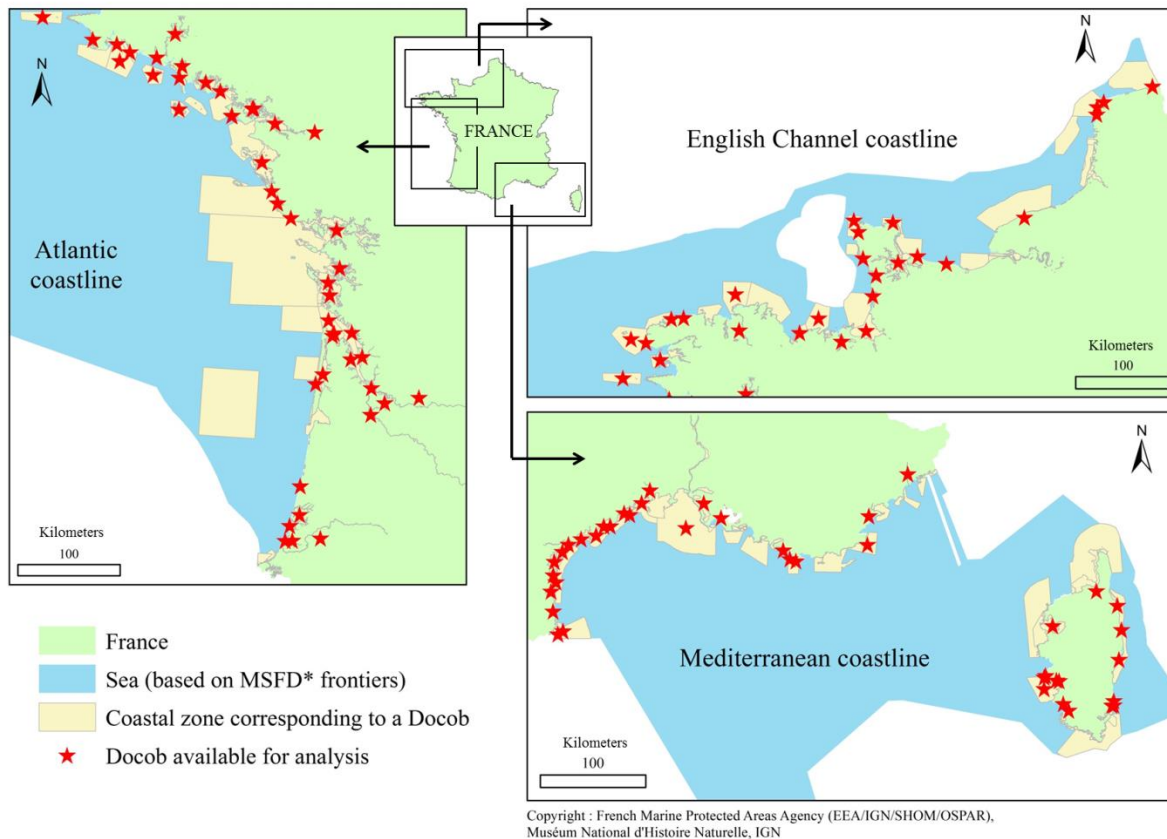 N
Atlantic
coastline
Kilometers
100
FRANCE
N
English Channel coastline
Kilometers
100
N
Mediterranean coastline
Kilometers
100
France
Sea (based on MSFD* frontiers)
Coastal zone corresponding to a Docob
Docob available for analysis
Copyright : French Marine Protected Areas Agency (EEA/IGN/SHOM/OSPAR),
Muséum National d'Histoire Naturelle, IGN